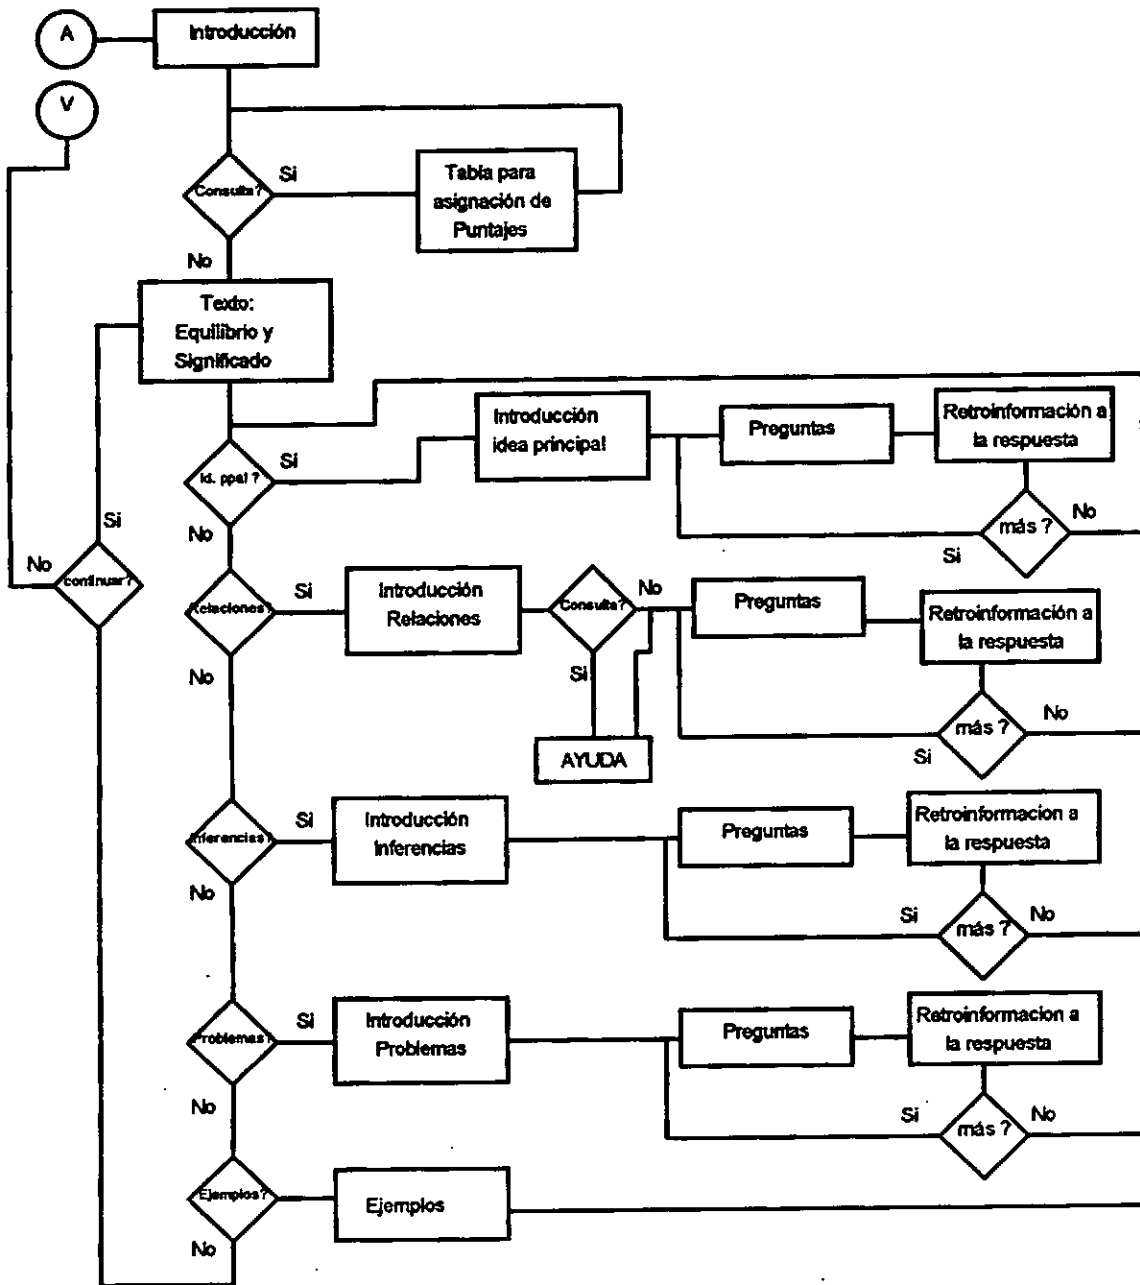 A
Introducción
V
Consulta?
Si
Tabla para
asignación de
Puntajes
No
Texto:
Equilibrio y
Significado
Id. ppal ?
Si
Introducción
idea principal
Preguntas
Retroinformación a
la respuesta
más ?
No
Si
No
Si
No
continuar?
Relaciones?
Si
Introducción
Relaciones
Consulta?
No
Si
AYUDA
Preguntas
Retroinformación a
la respuesta
más ?
No
Si
No
Inferencias?
Si
Introducción
Inferencias
Preguntas
Retroinformacion a
la respuesta
más ?
Si
No
No
Problemas?
Si
Introducción
Problemas
Preguntas
Retroinformacion a
la respuesta
más ?
Si
No
No
Ejemplos?
Ejemplos
No